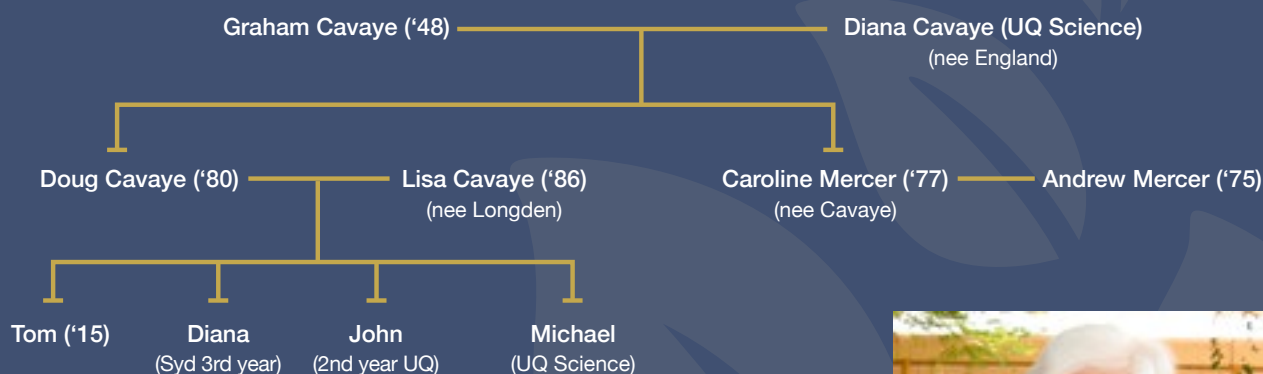 Graham Cavaye (‘48)
Diana Cavaye (UQ Science)
(nee England)
Doug Cavaye (‘80)
Lisa Cavaye (‘86)
(nee Longden)
Caroline Mercer (‘77)
(nee Cavaye)
Andrew Mercer (‘75)
Tom (‘15)
Diana
(Syd 3rd year)
John
(2nd year UQ)
Michael
(UQ Science)